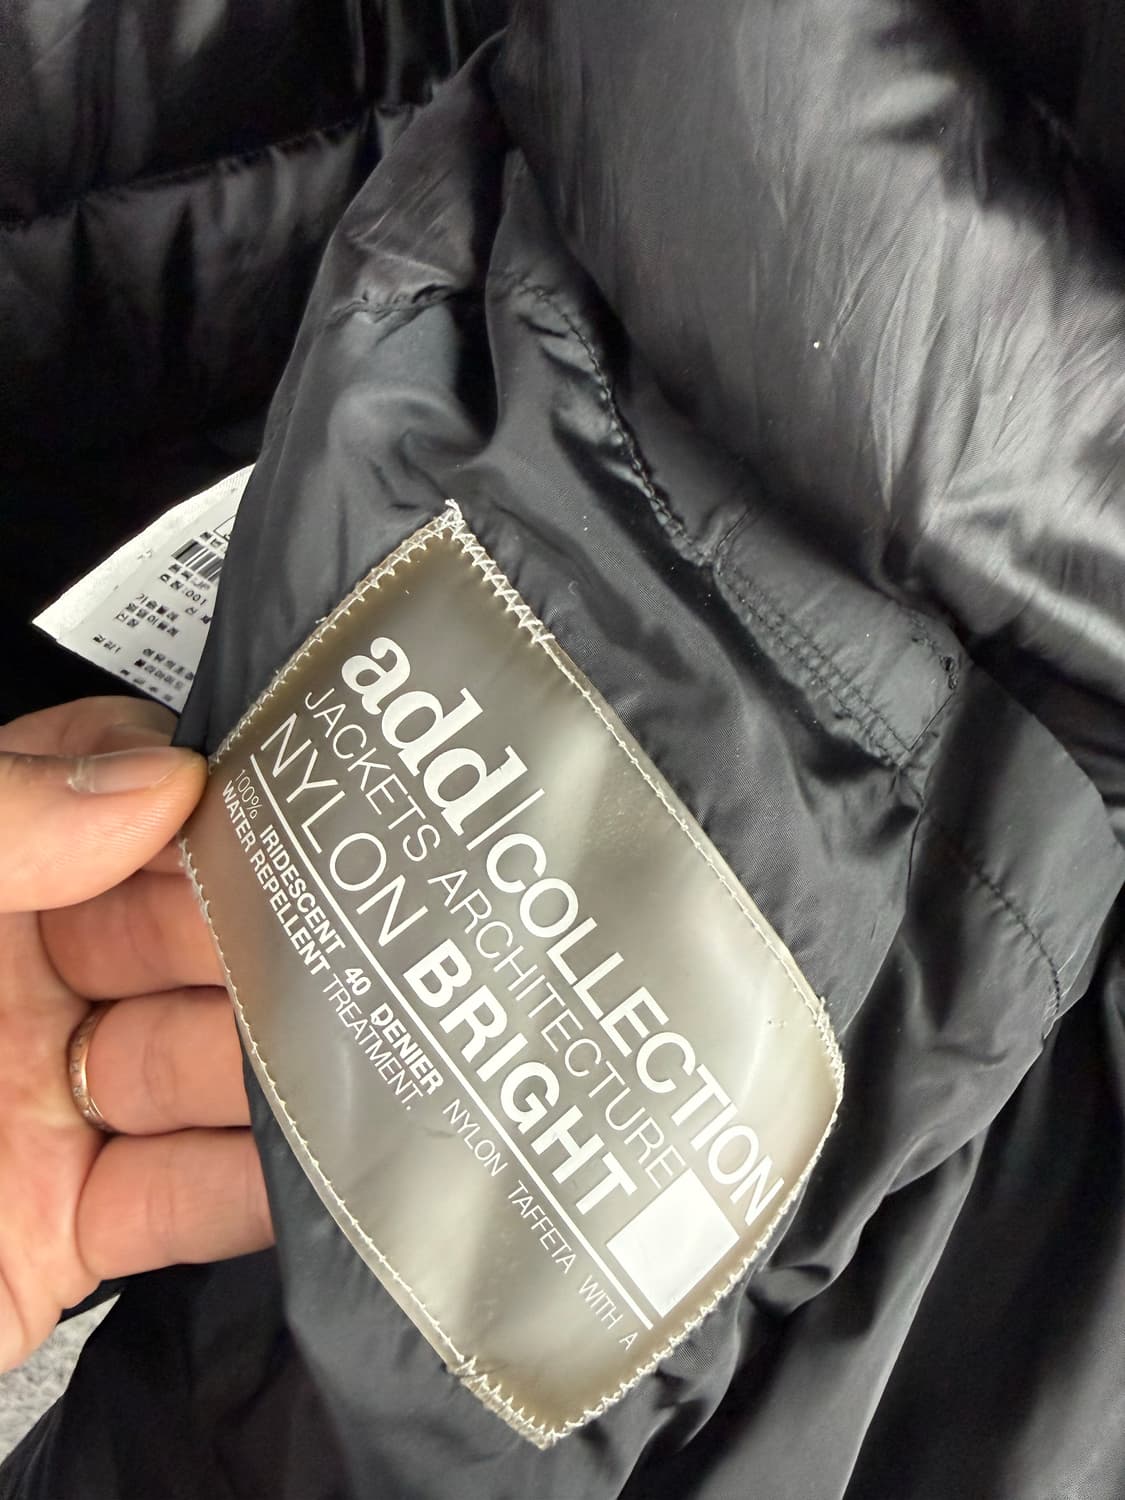 add|COLLECTION
JACKETS ARCHITECTURE
NYLON BRIGHT
100% IRIDESCENT 40 DENIER NYLON TAFFETA WITH A
WATER REPELLENT TREATMENT.